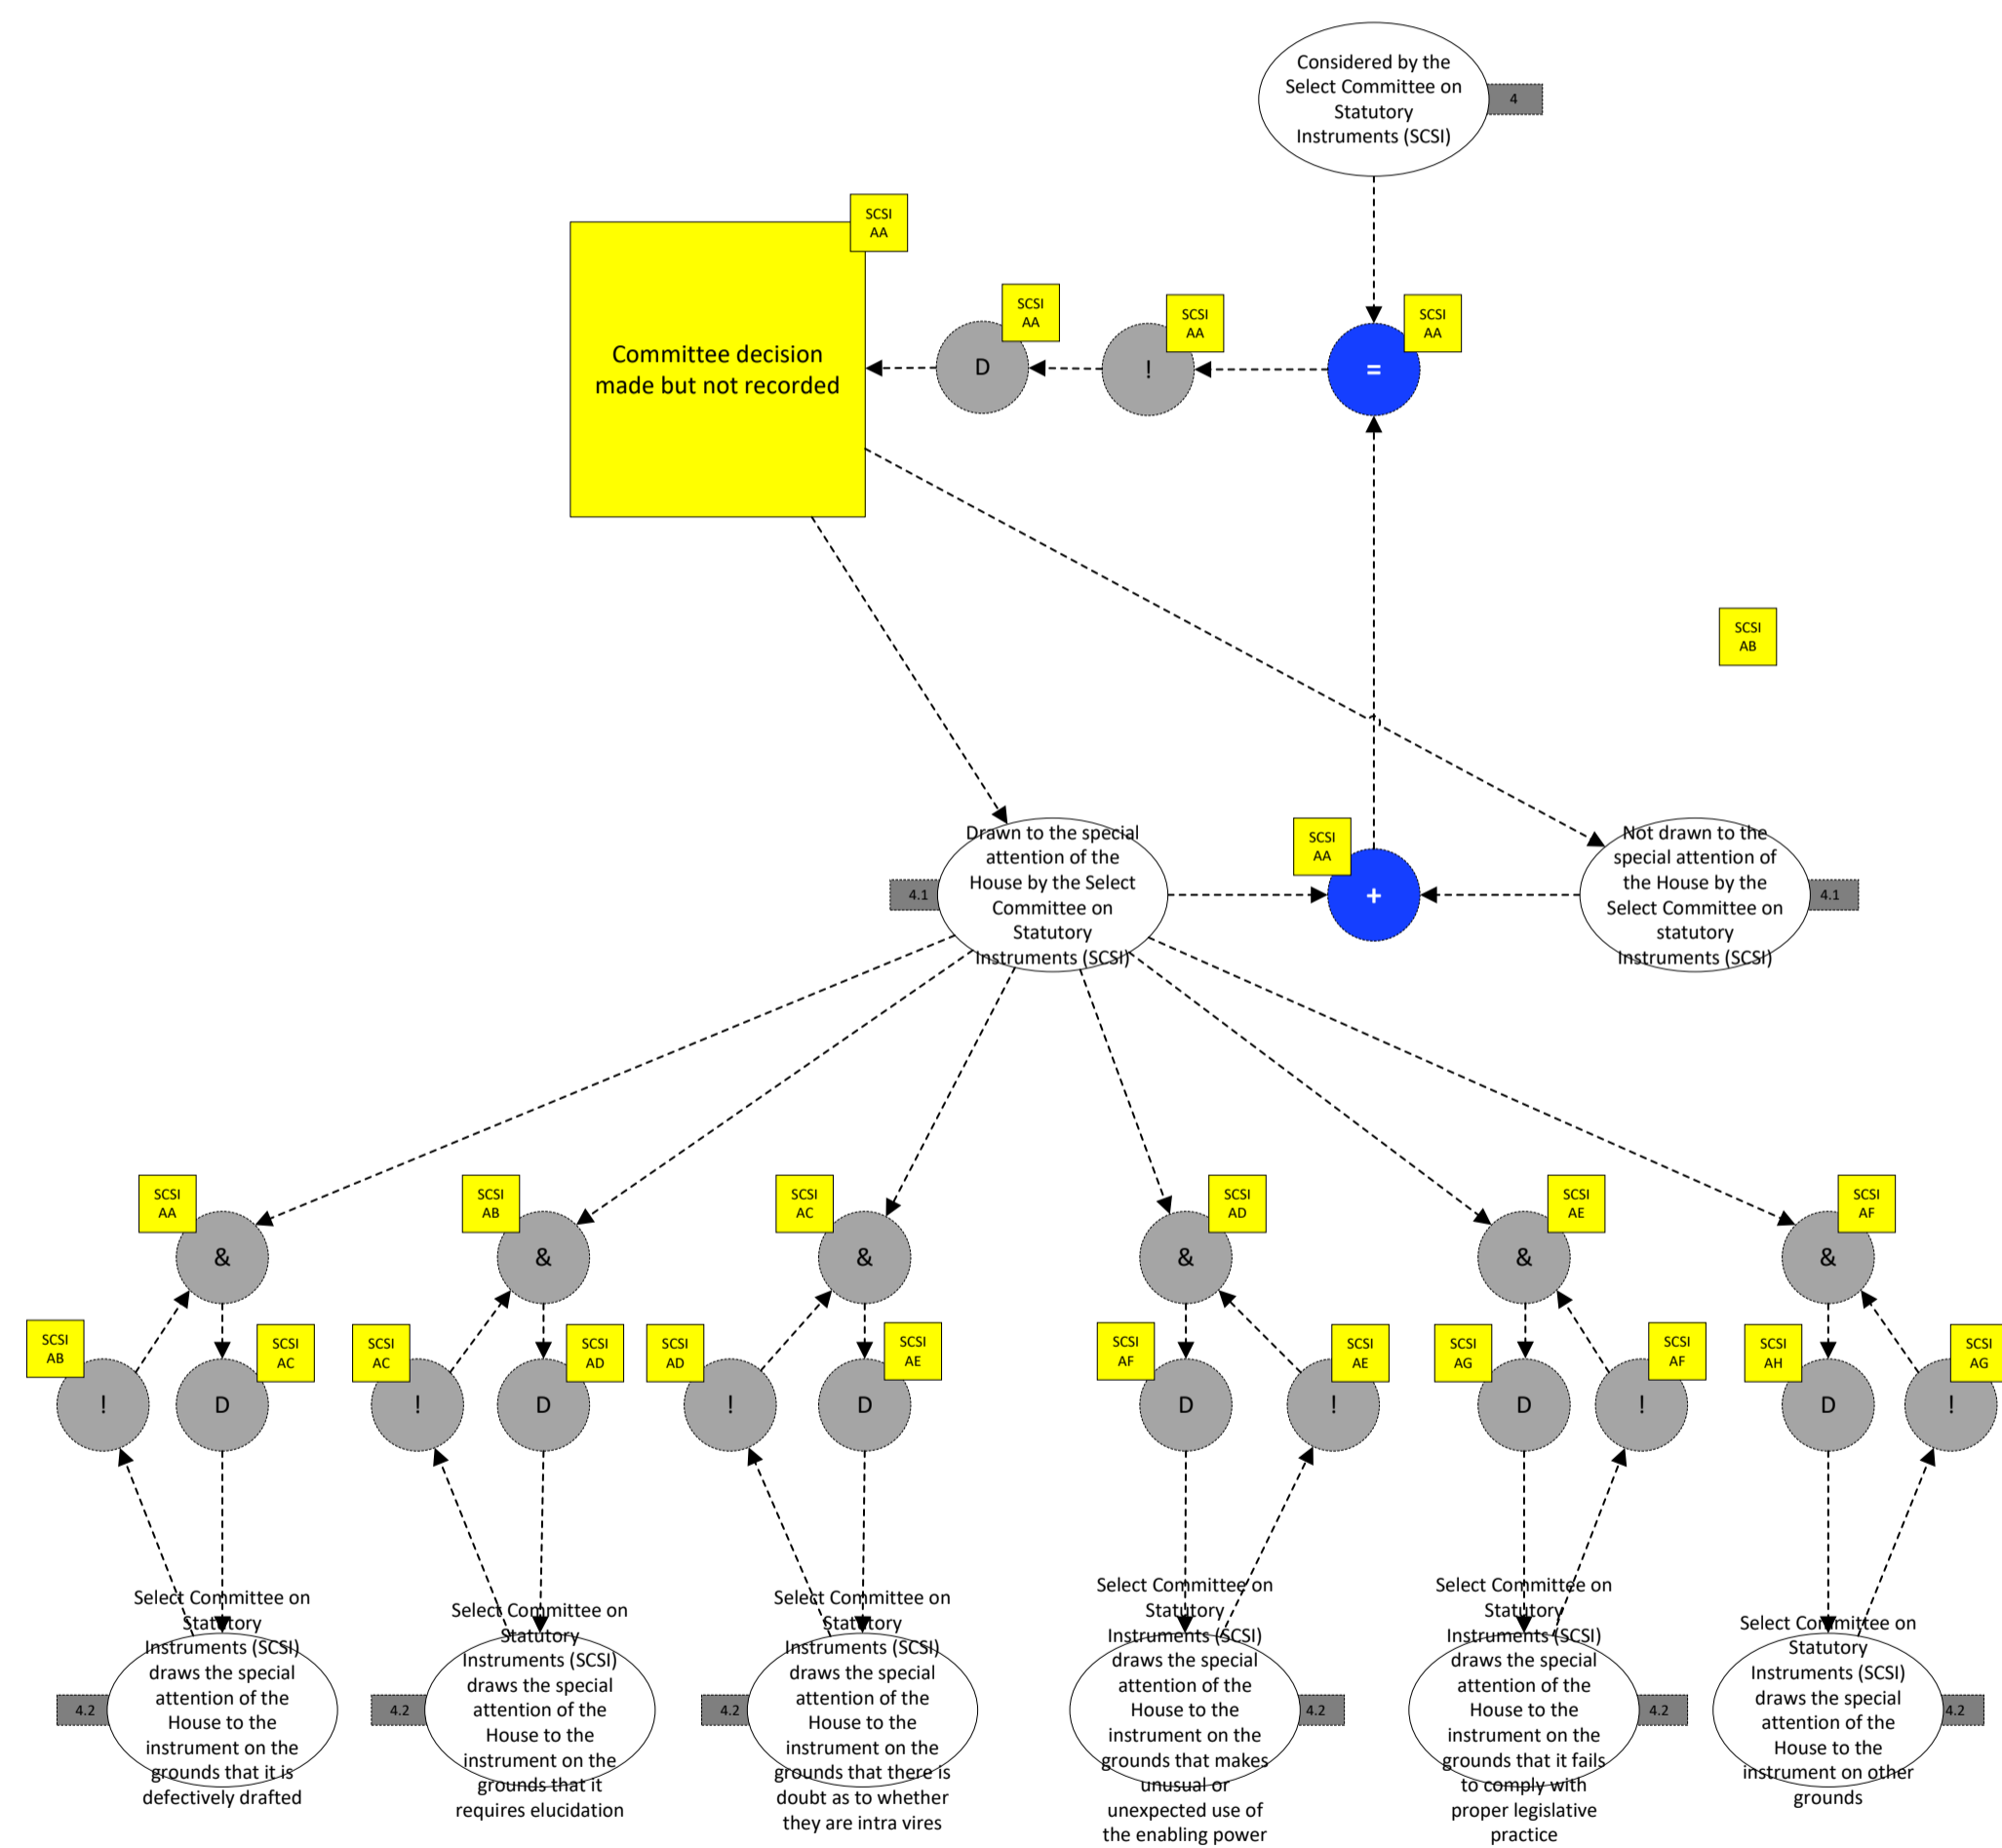 Considered by the
Select Committee on
Statutory
Instruments (SCSI)
4
SCSI
AA
SCSI
AA
SCSI
AA
SCSI
AA
Committee decision
made but not recorded
D
!
=
SCSI
AB
SCSI
AA
Drawn to the special
attention of the
House by the Select
Committee on
Statutory
Instruments (SCSI)
4.1
+
Not drawn to the
special attention of
the House by the
Select Committee on
statutory
Instruments (SCSI)
4.1
SCSI
AA
&
SCSI
AB
&
SCSI
AC
&
SCSI
AD
&
SCSI
AE
&
SCSI
AF
&
SCSI
AB
!
SCSI
AC
D
SCSI
AC
!
SCSI
AD
D
SCSI
AD
!
SCSI
AE
D
SCSI
AF
D
SCSI
AE
!
SCSI
AG
D
SCSI
AF
!
SCSI
AH
D
SCSI
AG
!
4.2
Select Committee on
Statutory
Instruments (SCSI)
draws the special
attention of the
House to the
instrument on the
grounds that it is
defectively drafted
4.2
Select Committee on
Statutory
Instruments (SCSI)
draws the special
attention of the
House to the
instrument on the
grounds that it
requires elucidation
4.2
Select Committee on
Statutory
Instruments (SCSI)
draws the special
attention of the
House to the
instrument on the
grounds that there is
doubt as to whether
they are intra vires
Select Committee on
Statutory
Instruments (SCSI)
draws the special
attention of the
House to the
instrument on the
grounds that makes
unusual or
unexpected use of
the enabling power
4.2
Select Committee on
Statutory
Instruments (SCSI)
draws the special
attention of the
House to the
instrument on the
grounds that it fails
to comply with
proper legislative
practice
4.2
Select Committee on
Statutory
Instruments (SCSI)
draws the special
attention of the
House to the
instrument on other
grounds
4.2